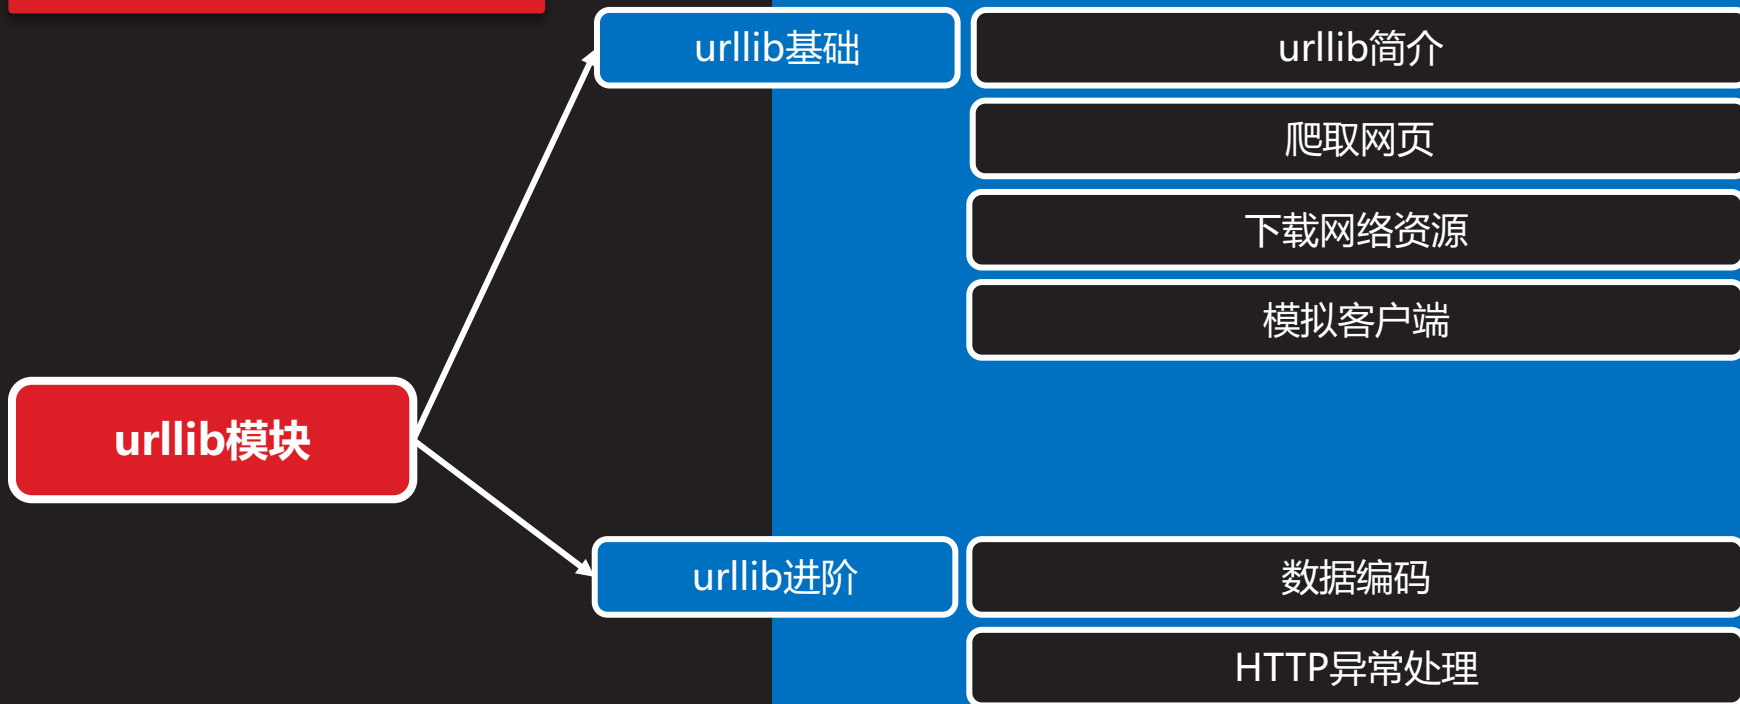 urllib基础
urllib简介
爬取网页
下载网络资源
模拟客户端
urllib模块
urllib进阶
数据编码
HTTP异常处理